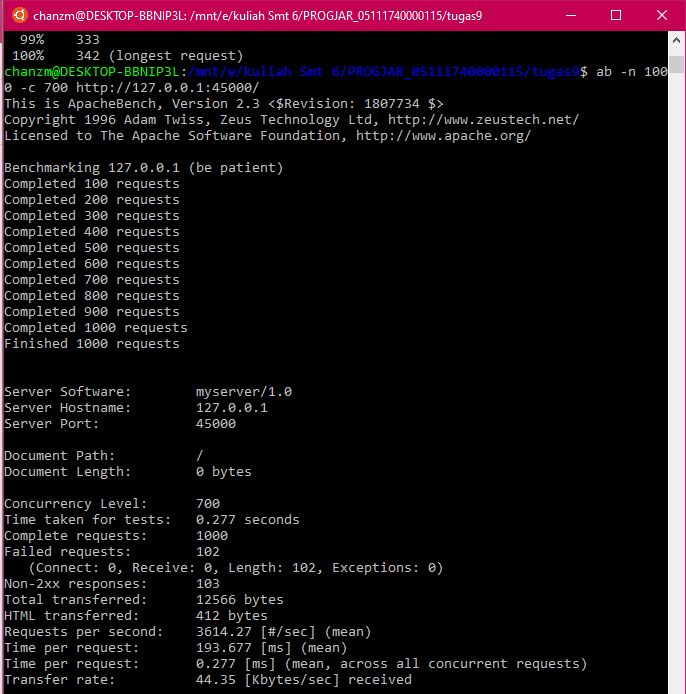 chanzm@DESKTOP-BBNIP3L: /mnt/e/kuliah Smt 6/PROGJAR_05111740000115/tugas9
99%    333
100%    342 (longest request)
chanzm@DESKTOP-BBNIP3L:/mnt/e/kuliah Smt 6/PROGJAR_05111740000115/tugas9$ ab -n 100
0 -c 700 http://127.0.0.1:45000/
This is ApacheBench, Version 2.3 <$Revision: 1807734 $>
Copyright 1996 Adam Twiss, Zeus Technology Ltd, http://www.zeustech.net/
Licensed to The Apache Software Foundation, http://www.apache.org/
Benchmarking 127.0.0.1 (be patient)
Completed 100 requests
Completed 200 requests
Completed 300 requests
Completed 400 requests
Completed 500 requests
Completed 600 requests
Completed 700 requests
Completed 800 requests
Completed 900 requests
Completed 1000 requests
Finished 1000 requests
Server Software:        myserver/1.0
Server Hostname:        127.0.0.1
Server Port:            45000
Document Path:          /
Document Length:        0 bytes
Concurrency Level:      700
Time taken for tests:   0.277 seconds
Complete requests:      1000
Failed requests:        102
   (Connect: 0, Receive: 0, Length: 102, Exceptions: 0)
Non-2xx responses:      103
Total transferred:      12566 bytes
HTML transferred:       412 bytes
Requests per second:    3614.27 [#/sec] (mean)
Time per request:       193.677 [ms] (mean)
Time per request:       0.277 [ms] (mean, across all concurrent requests)
Transfer rate:          44.35 [Kbytes/sec] received